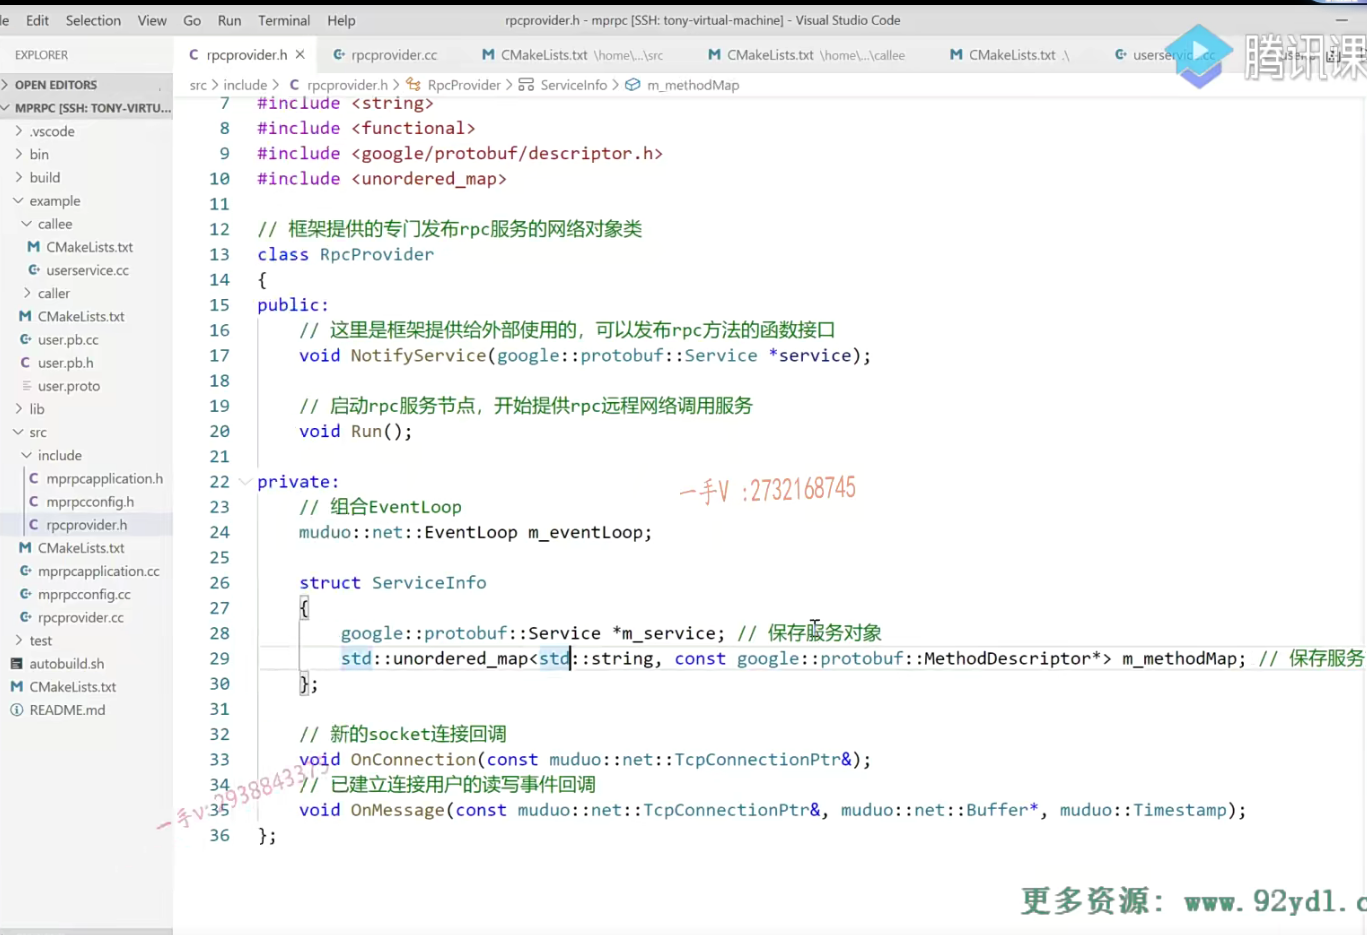 le Edit Selection View Go Run Terminal Help
rpcprovider.h - mprpc [SSH: tony-virtual-machine] - Visual Studio Code
EXPLORER
OPEN EDITORS
MPRPC [SSH: TONY-VIRTU...
.vscode
bin
build
example
callee
CMakeLists.txt
userservice.cc
caller
CMakeLists.txt
user.pb.cc
user.pb.h
user.proto
lib
src
include
mprpcapplication.h
mprpcconfig.h
rpcprovider.h
CMakeLists.txt
mprpcapplication.cc
mprpcconfig.cc
rpcprovider.cc
test
autobuild.sh
CMakeLists.txt
README.md
C rpcprovider.h × rpcprovider.cc M CMakeLists.txt \home\...\src M CMakeLists.txt \home\...\callee M CMakeLists.txt .\
腾讯课
src > include > C rpcprovider.h > RpcProvider > ServiceInfo > m_methodMap
7 #include <string>
8 #include <functional>
9 #include <google/protobuf/descriptor.h>
10 #include <unordered_map>
11
12 // 框架提供的专门发布rpc服务的网络对象类
13 class RpcProvider
14 {
15 public:
16 // 这里是框架提供给外部使用的，可以发布rpc方法的函数接口
17 void NotifyService(google::protobuf::Service *service);
18
19 // 启动rpc服务节点，开始提供rpc远程网络调用服务
20 void Run();
21
22 private:
23 // 组合EventLoop
24 muduo::net::EventLoop m_eventLoop;
25
26 struct ServiceInfo
27 {
28 google::protobuf::Service *m_service; // 保存服务对象
29 std::unordered_map<std::string, const google::protobuf::MethodDescriptor*> m_methodMap; // 保存服务
30 };
31
32 // 新的socket连接回调
33 void OnConnection(const muduo::net::TcpConnectionPtr&);
34 // 已建立连接用户的读写事件回调
35 void OnMessage(const muduo::net::TcpConnectionPtr&, muduo::net::Buffer*, muduo::Timestamp);
36 };
一手V :2732168745
更多资源: www.92ydl.c